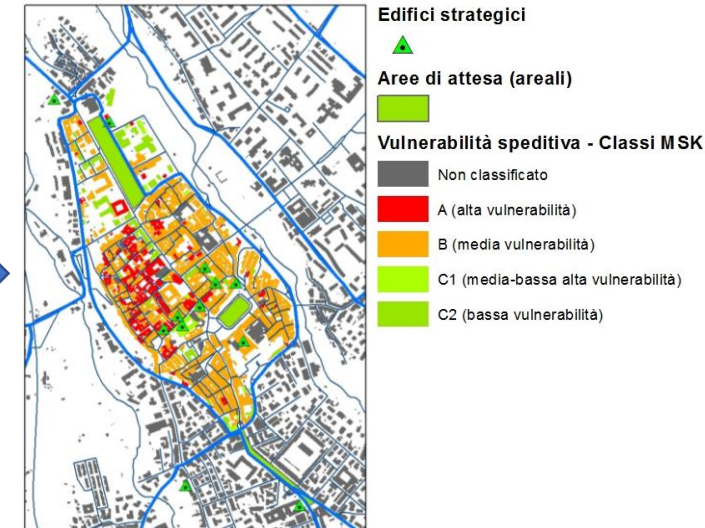 Edifici strategici
Aree di attesa (areali)
Vulnerabilità speditiva - Classi MSK
Non classificato
A (alta vulnerabilità)
B (media vulnerabilità)
C1 (media-bassa alta vulnerabilità)
C2 (bassa vulnerabilità)